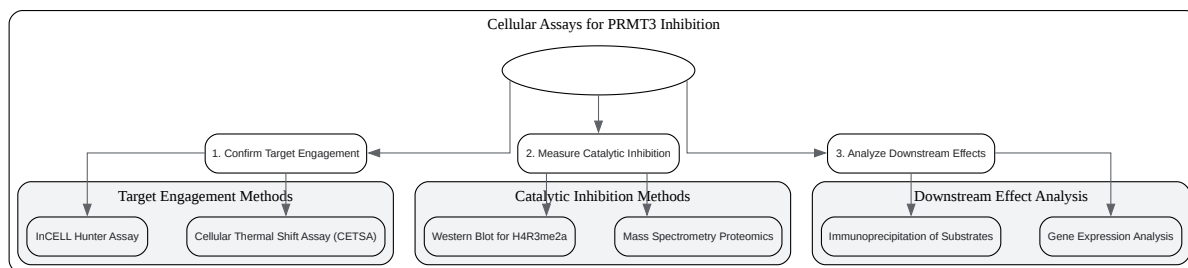 Cellular Assays for PRMT3 Inhibition
1. Confirm Target Engagement
2. Measure Catalytic Inhibition
3. Analyze Downstream Effects
Target Engagement Methods
Catalytic Inhibition Methods
Downstream Effect Analysis
InCELL Hunter Assay
Cellular Thermal Shift Assay (CETSA)
Western Blot for H4R3me2a
Mass Spectrometry Proteomics
Immunoprecipitation of Substrates
Gene Expression Analysis